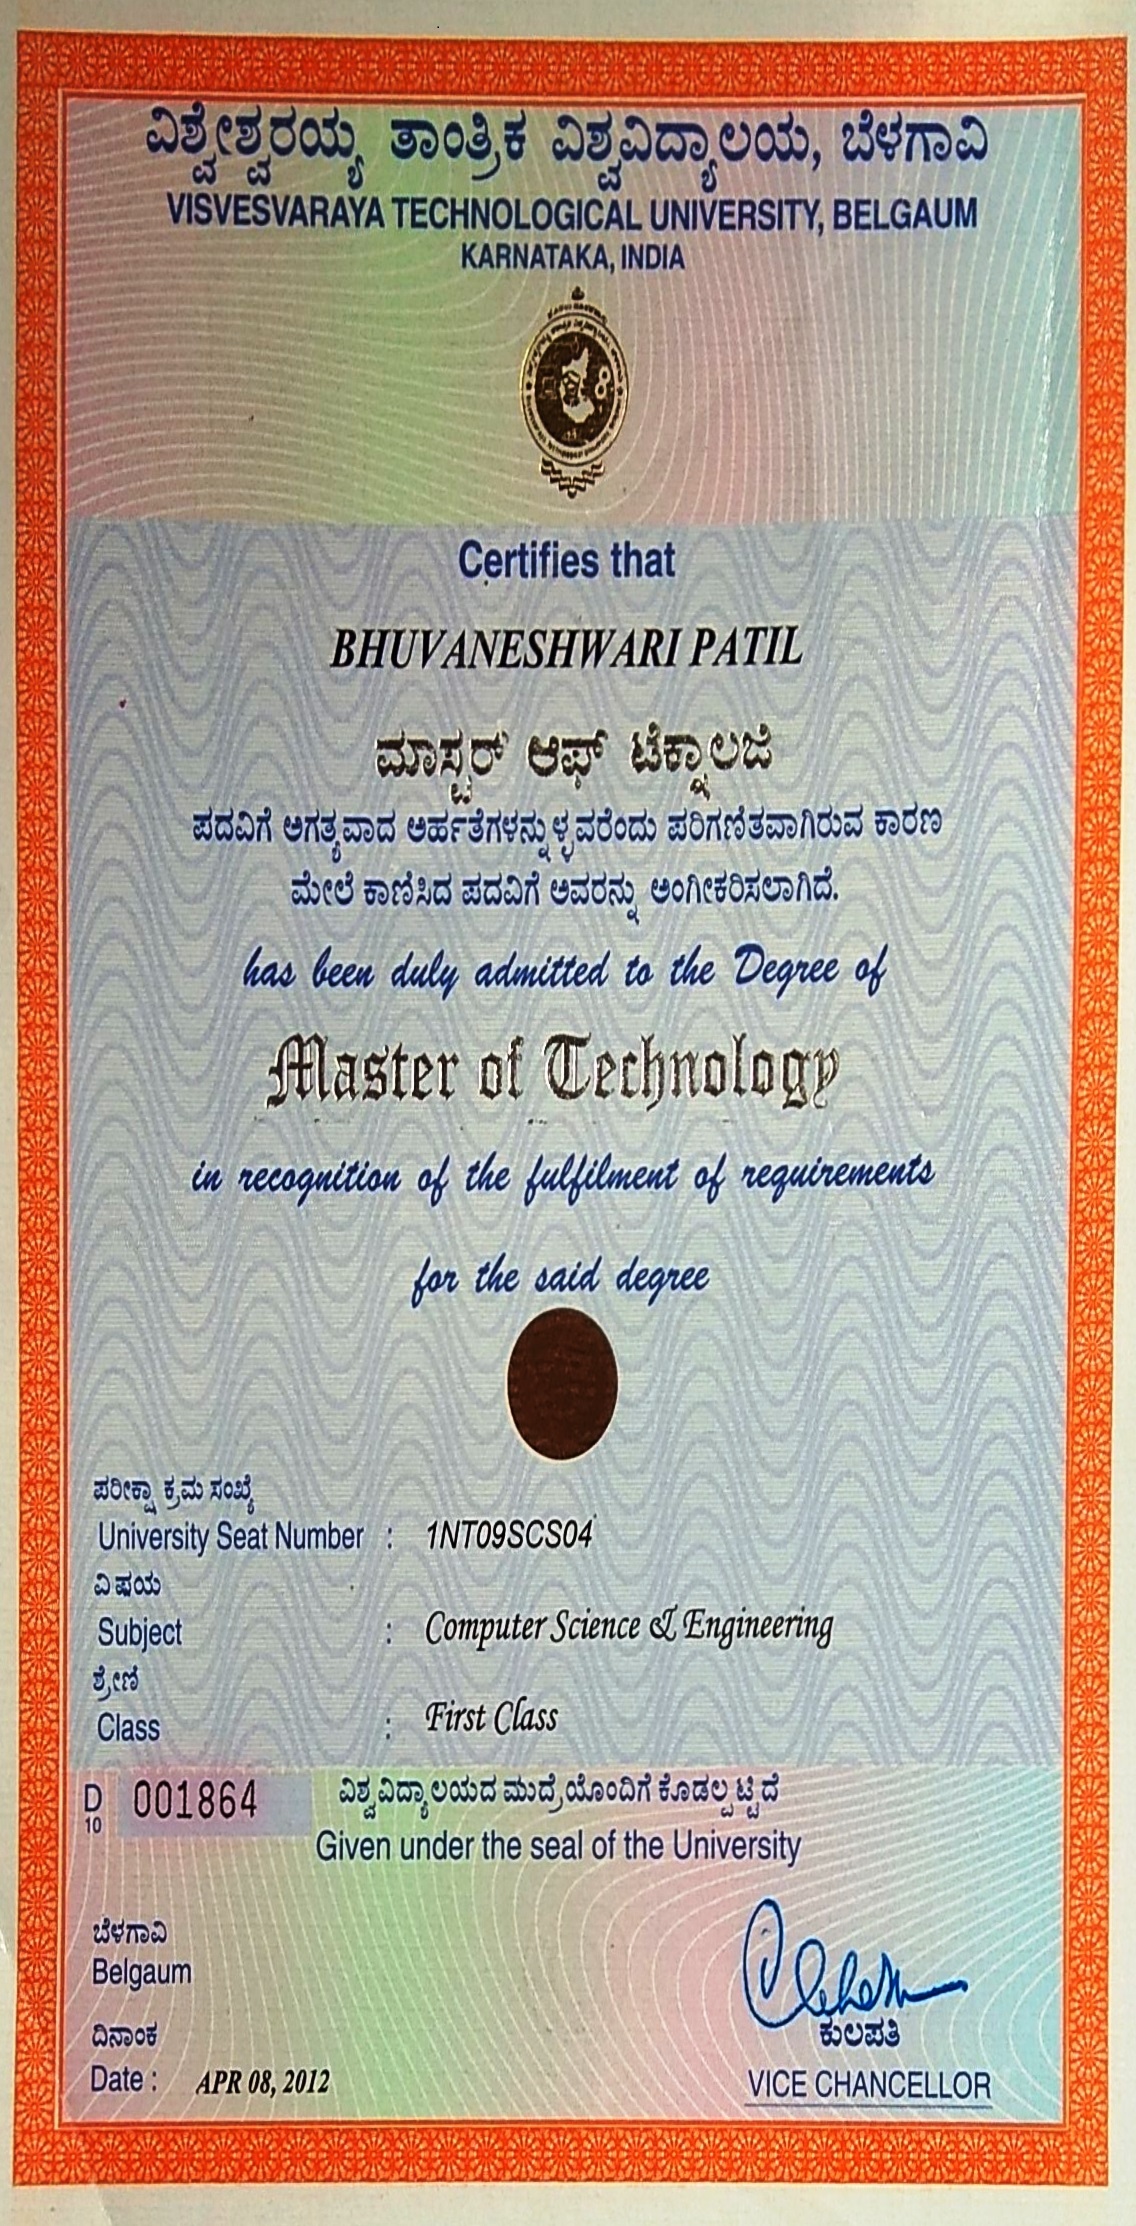 ವಿಶ್ವೇಶ್ವರಯ್ಯ ತಾಂತ್ರಿಕ ವಿಶ್ವವಿದ್ಯಾಲಯ, ಬೆಳಗಾವಿ
VISVESVARAYA TECHNOLOGICAL UNIVERSITY, BELGAUM
KARNATAKA, INDIA
Certifies that
BHUVANESHWARI PATIL
ಮಾಸ್ಟರ್ ಆಫ್ ಟೆಕ್ನಾಲಜಿ
ಪದವಿಗೆ ಅಗತ್ಯವಾದ ಅರ್ಹತೆಗಳನ್ನುಳ್ಳವರೆಂದು ಪರಿಗಣಿತವಾಗಿರುವ ಕಾರಣ
ಮೇಲೆ ಕಾಣಿಸಿದ ಪದವಿಗೆ ಅವರನ್ನು ಅಂಗೀಕರಿಸಲಾಗಿದೆ.
has been duly admitted to the Degree of
Master of Technology
in recognition of the fulfilment of requirements
for the said degree
ಪರೀಕ್ಷಾ ಕ್ರಮ ಸಂಖ್ಯೆ
University Seat Number : 1NT09SCS04
ವಿಷಯ
Subject : Computer Science & Engineering
ಶ್ರೇಣಿ
Class : First Class
D 10 001864
ವಿಶ್ವವಿದ್ಯಾಲಯದ ಮುದ್ರೆಯೊಂದಿಗೆ ಕೊಡಲ್ಪಟ್ಟಿದೆ
Given under the seal of the University
ಬೆಳಗಾವಿ
Belgaum
ಕುಲಪತಿ
VICE CHANCELLOR
ದಿನಾಂಕ
Date : APR 08, 2012